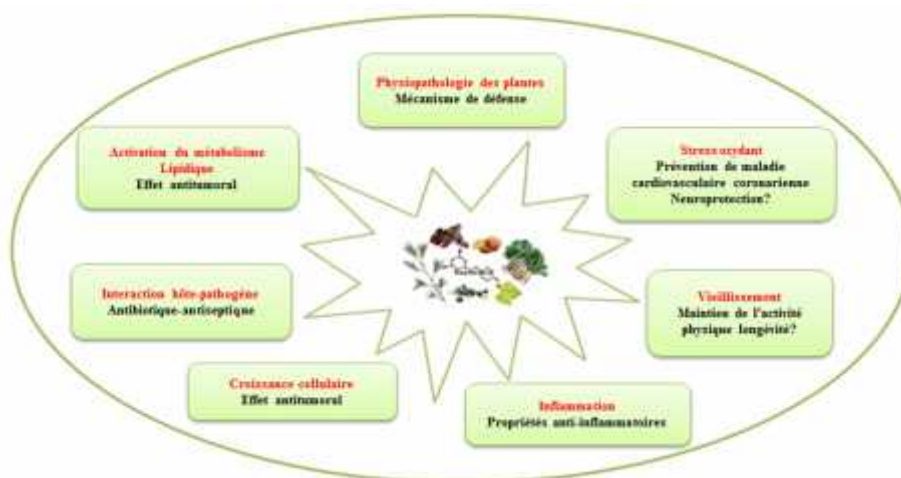 Physiopathologie des plantes
Mécanisme de défense
Activation du métabolisme
Lipidique
Effet antitumoral
Stress oxydant
Prévention de maladie
cardiovasculaire coronarienne
Neuroprotection?
Interaction hôte-pathogène
Antibiotique-antiseptique
Vieillissement
Maintien de l'activité
physique longévité?
Croissance cellulaire
Effet antitumoral
Inflammation
Propriétés anti-inflammatoires